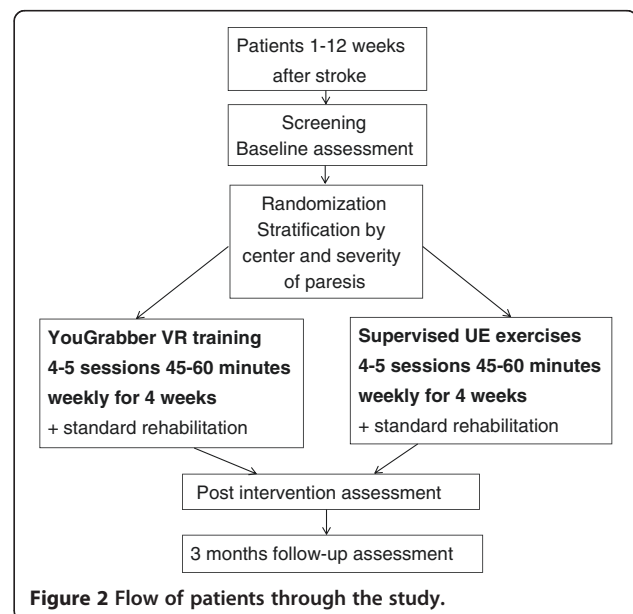 Patients 1-12 weeks
after stroke
Screening
Baseline assessment
Randomization
Stratification by
center and severity
of paresis
YouGrabber VR training
4-5 sessions 45-60 minutes
weekly for 4 weeks
+ standard rehabilitation
Supervised UE exercises
4-5 sessions 45-60 minutes
weekly for 4 weeks
+ standard rehabilitation
Post intervention assessment
3 months follow-up assessment
Figure 2 Flow of patients through the study.